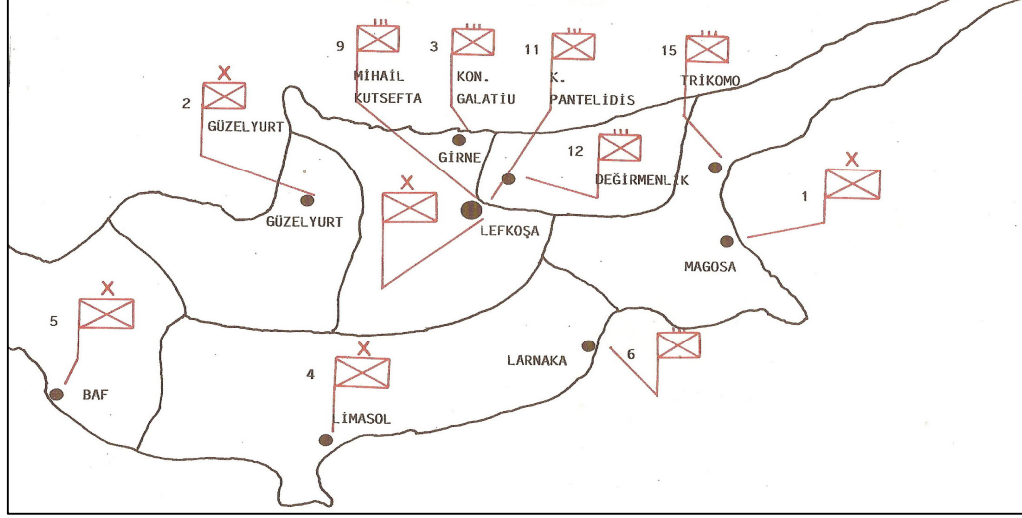 9
3
11
15
MİHAİL
KUTSEFTA
KON.
GALATİU
K.
PANTELİDİS
TRİKOMO
2
GÜZELYURT
GİRNE
12
DEĞİRMENLİK
1
GÜZELYURT
LEFKOŞA
MAGOSA
5
BAF
4
LİMASOL
LARNAKA
6